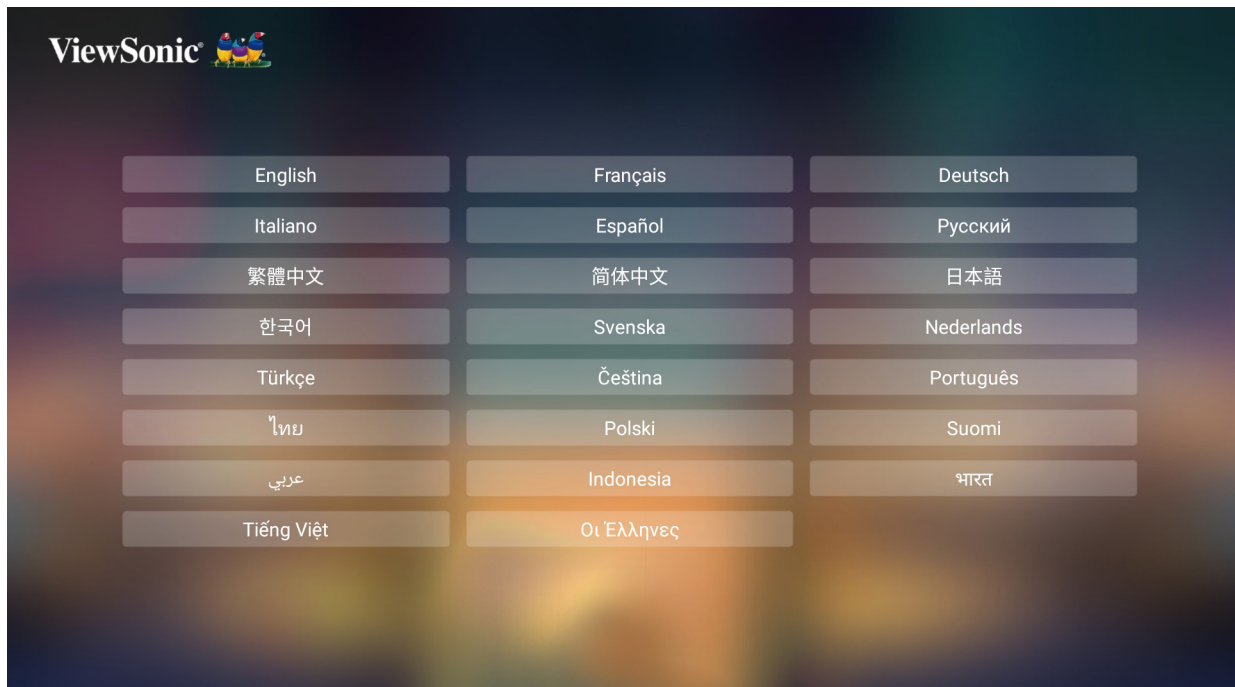 ViewSonic®
English Français Deutsch
Italiano Español Русский
繁體中文 简体中文 日本語
한국어 Svenska Nederlands
Türkçe Čeština Português
ไทย Polski Suomi
عربي Indonesia भारत
Tiếng Việt Οι Έλληνες